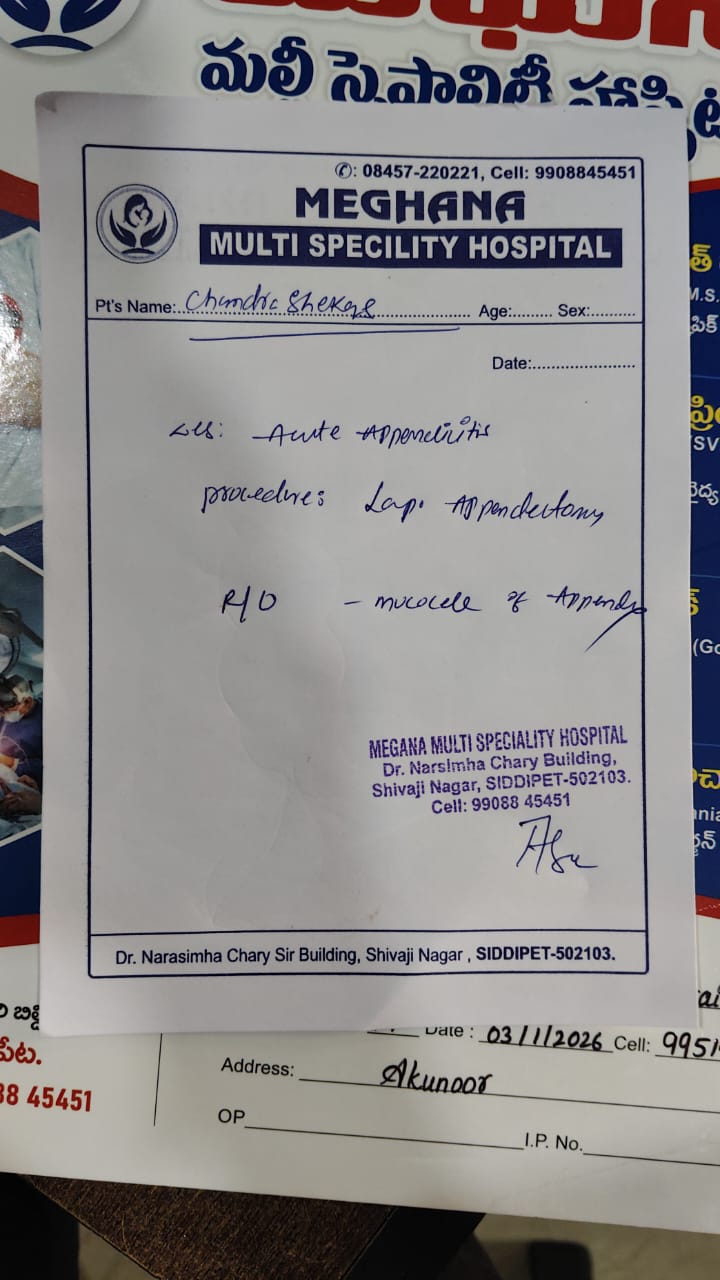 మల్టీ స్పెషాలిటీ హాస్పిట
✆: 08457-220221, Cell: 9908845451
MEGHANA
MULTI SPECILITY HOSPITAL
Pt's Name: Chandra Shekar Age:........ Sex:..........
Date:......................
Acute Appendicitis
procedure: Lap. Appendectomy
R/O - mucocele of Appendix
MEGANA MULTI SPECIALITY HOSPITAL
Dr. Narsimha Chary Building,
Shivaji Nagar, SIDDIPET-502103.
Cell: 99088 45451
Dr. Narasimha Chary Sir Building, Shivaji Nagar , SIDDIPET-502103.
Date : 03/1/2026 Cell: 9951
పేట.
Address: Akunoor
38 45451
OP
I.P. No.